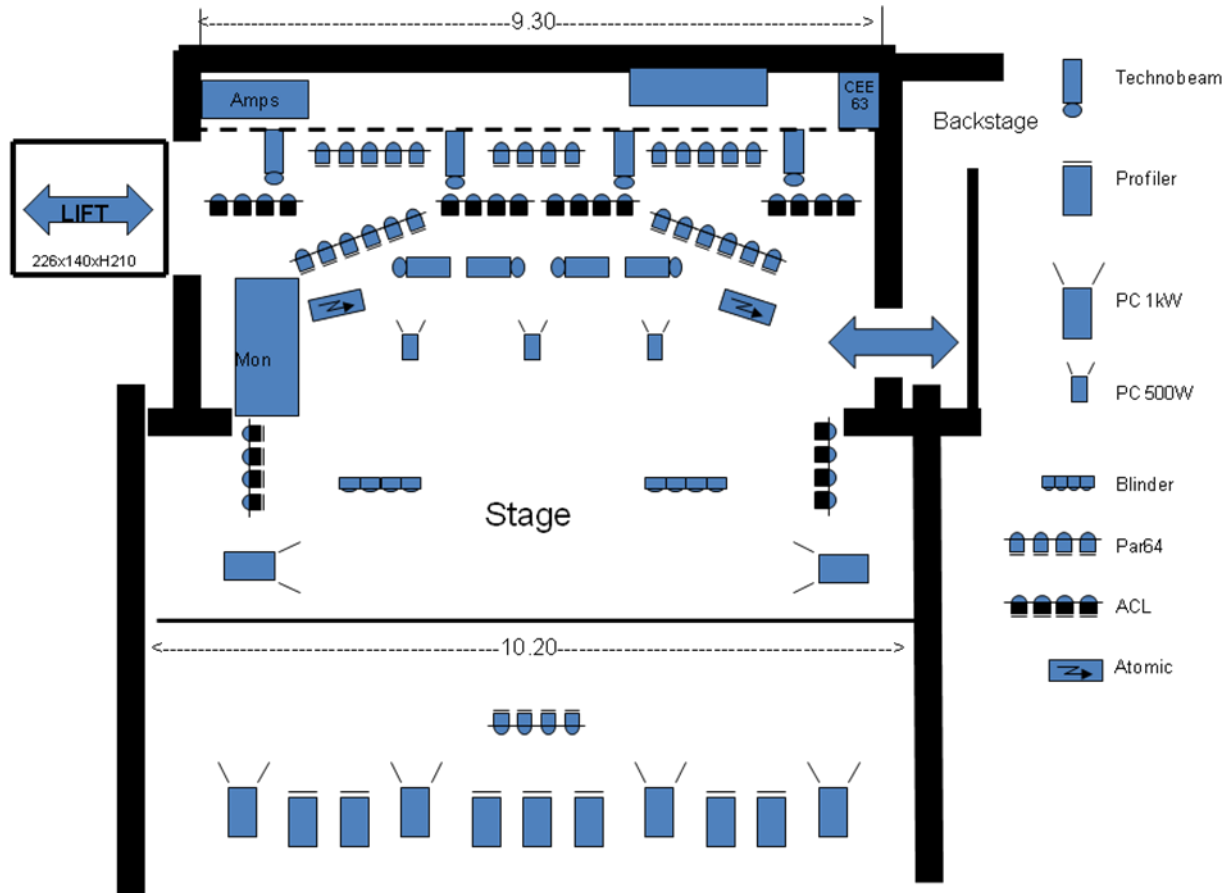 <-----------------------9.30----------------------->
Amps
CEE
63
Backstage
LIFT
226x140xH210
Mon
Stage
<-------------------------10.20--------------------------->
Technobeam
Profiler
PC 1kW
PC 500W
Blinder
Par64
ACL
Atomic